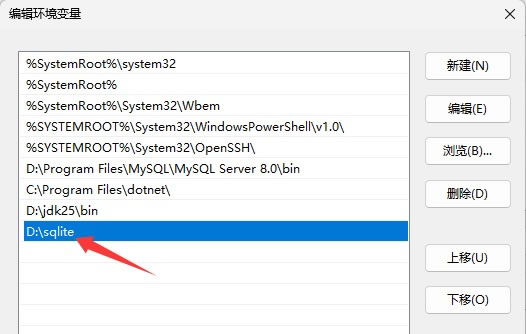 编辑环境变量
%SystemRoot%\system32
%SystemRoot%
%SystemRoot%\System32\Wbem
%SYSTEMROOT%\System32\WindowsPowerShell\v1.0\
%SYSTEMROOT%\System32\OpenSSH\
D:\Program Files\MySQL\MySQL Server 8.0\bin
C:\Program Files\dotnet\
D:\jdk25\bin
D:\sqlite
新建(N)
编辑(E)
浏览(B)...
删除(D)
上移(U)
下移(O)